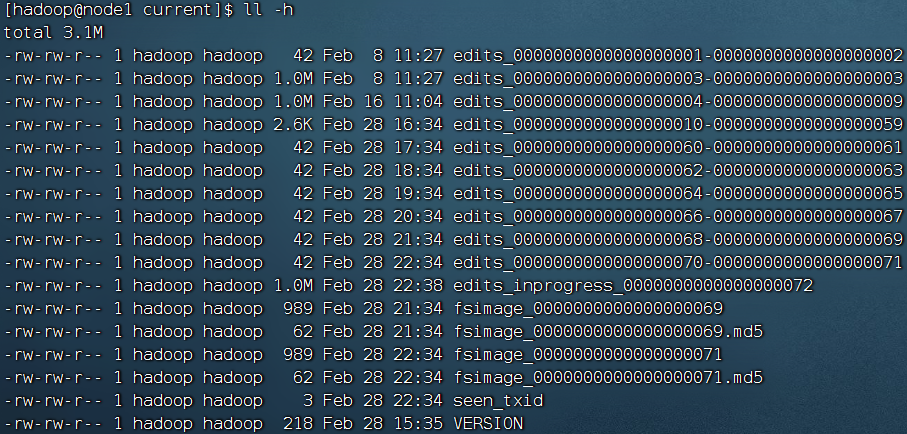 [hadoop@node1 current]$ ll -h
total 3.1M
-rw-rw-r-- 1 hadoop hadoop   42 Feb  8 11:27 edits_0000000000000000001-0000000000000000002
-rw-rw-r-- 1 hadoop hadoop 1.0M Feb  8 11:27 edits_0000000000000000003-0000000000000000003
-rw-rw-r-- 1 hadoop hadoop 1.0M Feb 16 11:04 edits_0000000000000000004-0000000000000000009
-rw-rw-r-- 1 hadoop hadoop 2.6K Feb 28 16:34 edits_0000000000000000010-0000000000000000059
-rw-rw-r-- 1 hadoop hadoop   42 Feb 28 17:34 edits_0000000000000000060-0000000000000000061
-rw-rw-r-- 1 hadoop hadoop   42 Feb 28 18:34 edits_0000000000000000062-0000000000000000063
-rw-rw-r-- 1 hadoop hadoop   42 Feb 28 19:34 edits_0000000000000000064-0000000000000000065
-rw-rw-r-- 1 hadoop hadoop   42 Feb 28 20:34 edits_0000000000000000066-0000000000000000067
-rw-rw-r-- 1 hadoop hadoop   42 Feb 28 21:34 edits_0000000000000000068-0000000000000000069
-rw-rw-r-- 1 hadoop hadoop   42 Feb 28 22:34 edits_0000000000000000070-0000000000000000071
-rw-rw-r-- 1 hadoop hadoop 1.0M Feb 28 22:38 edits_inprogress_0000000000000000072
-rw-rw-r-- 1 hadoop hadoop  989 Feb 28 21:34 fsimage_0000000000000000069
-rw-rw-r-- 1 hadoop hadoop   62 Feb 28 21:34 fsimage_0000000000000000069.md5
-rw-rw-r-- 1 hadoop hadoop  989 Feb 28 22:34 fsimage_0000000000000000071
-rw-rw-r-- 1 hadoop hadoop   62 Feb 28 22:34 fsimage_0000000000000000071.md5
-rw-rw-r-- 1 hadoop hadoop    3 Feb 28 22:34 seen_txid
-rw-rw-r-- 1 hadoop hadoop  218 Feb 28 15:35 VERSION